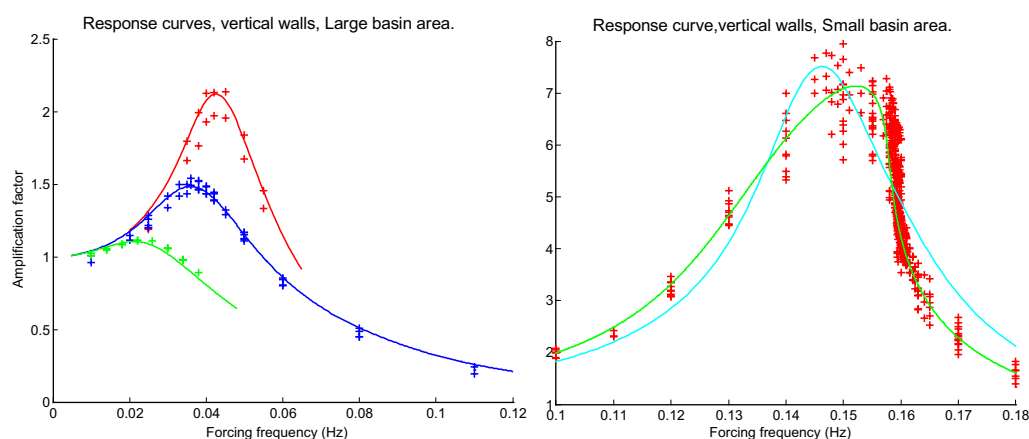 Response curves, vertical walls, Large basin area.
2.5
2
1.5
1
0.5
0
Amplification factor
0 0.02 0.04 0.06 0.08 0.1 0.12
Forcing frequency (Hz)
Response curve,vertical walls, Small basin area.
8
7
6
5
4
3
2
1
0.1 0.11 0.12 0.13 0.14 0.15 0.16 0.17 0.18
Forcing frequency (Hz)